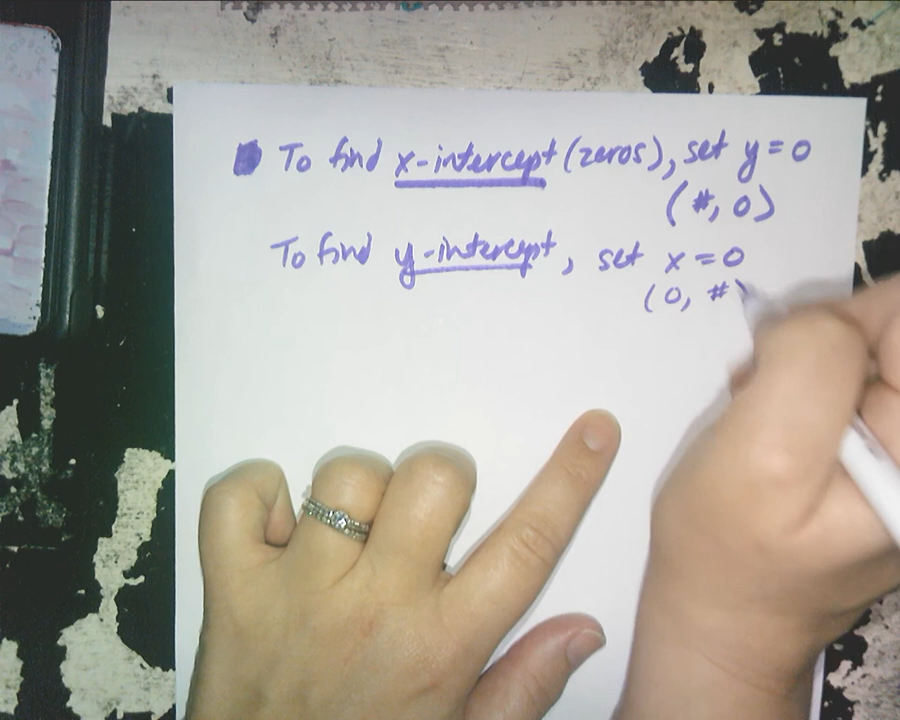 To find x-intercept (zeros), set y = 0
(#, 0)
To find y-intercept, set x = 0
(0, #)